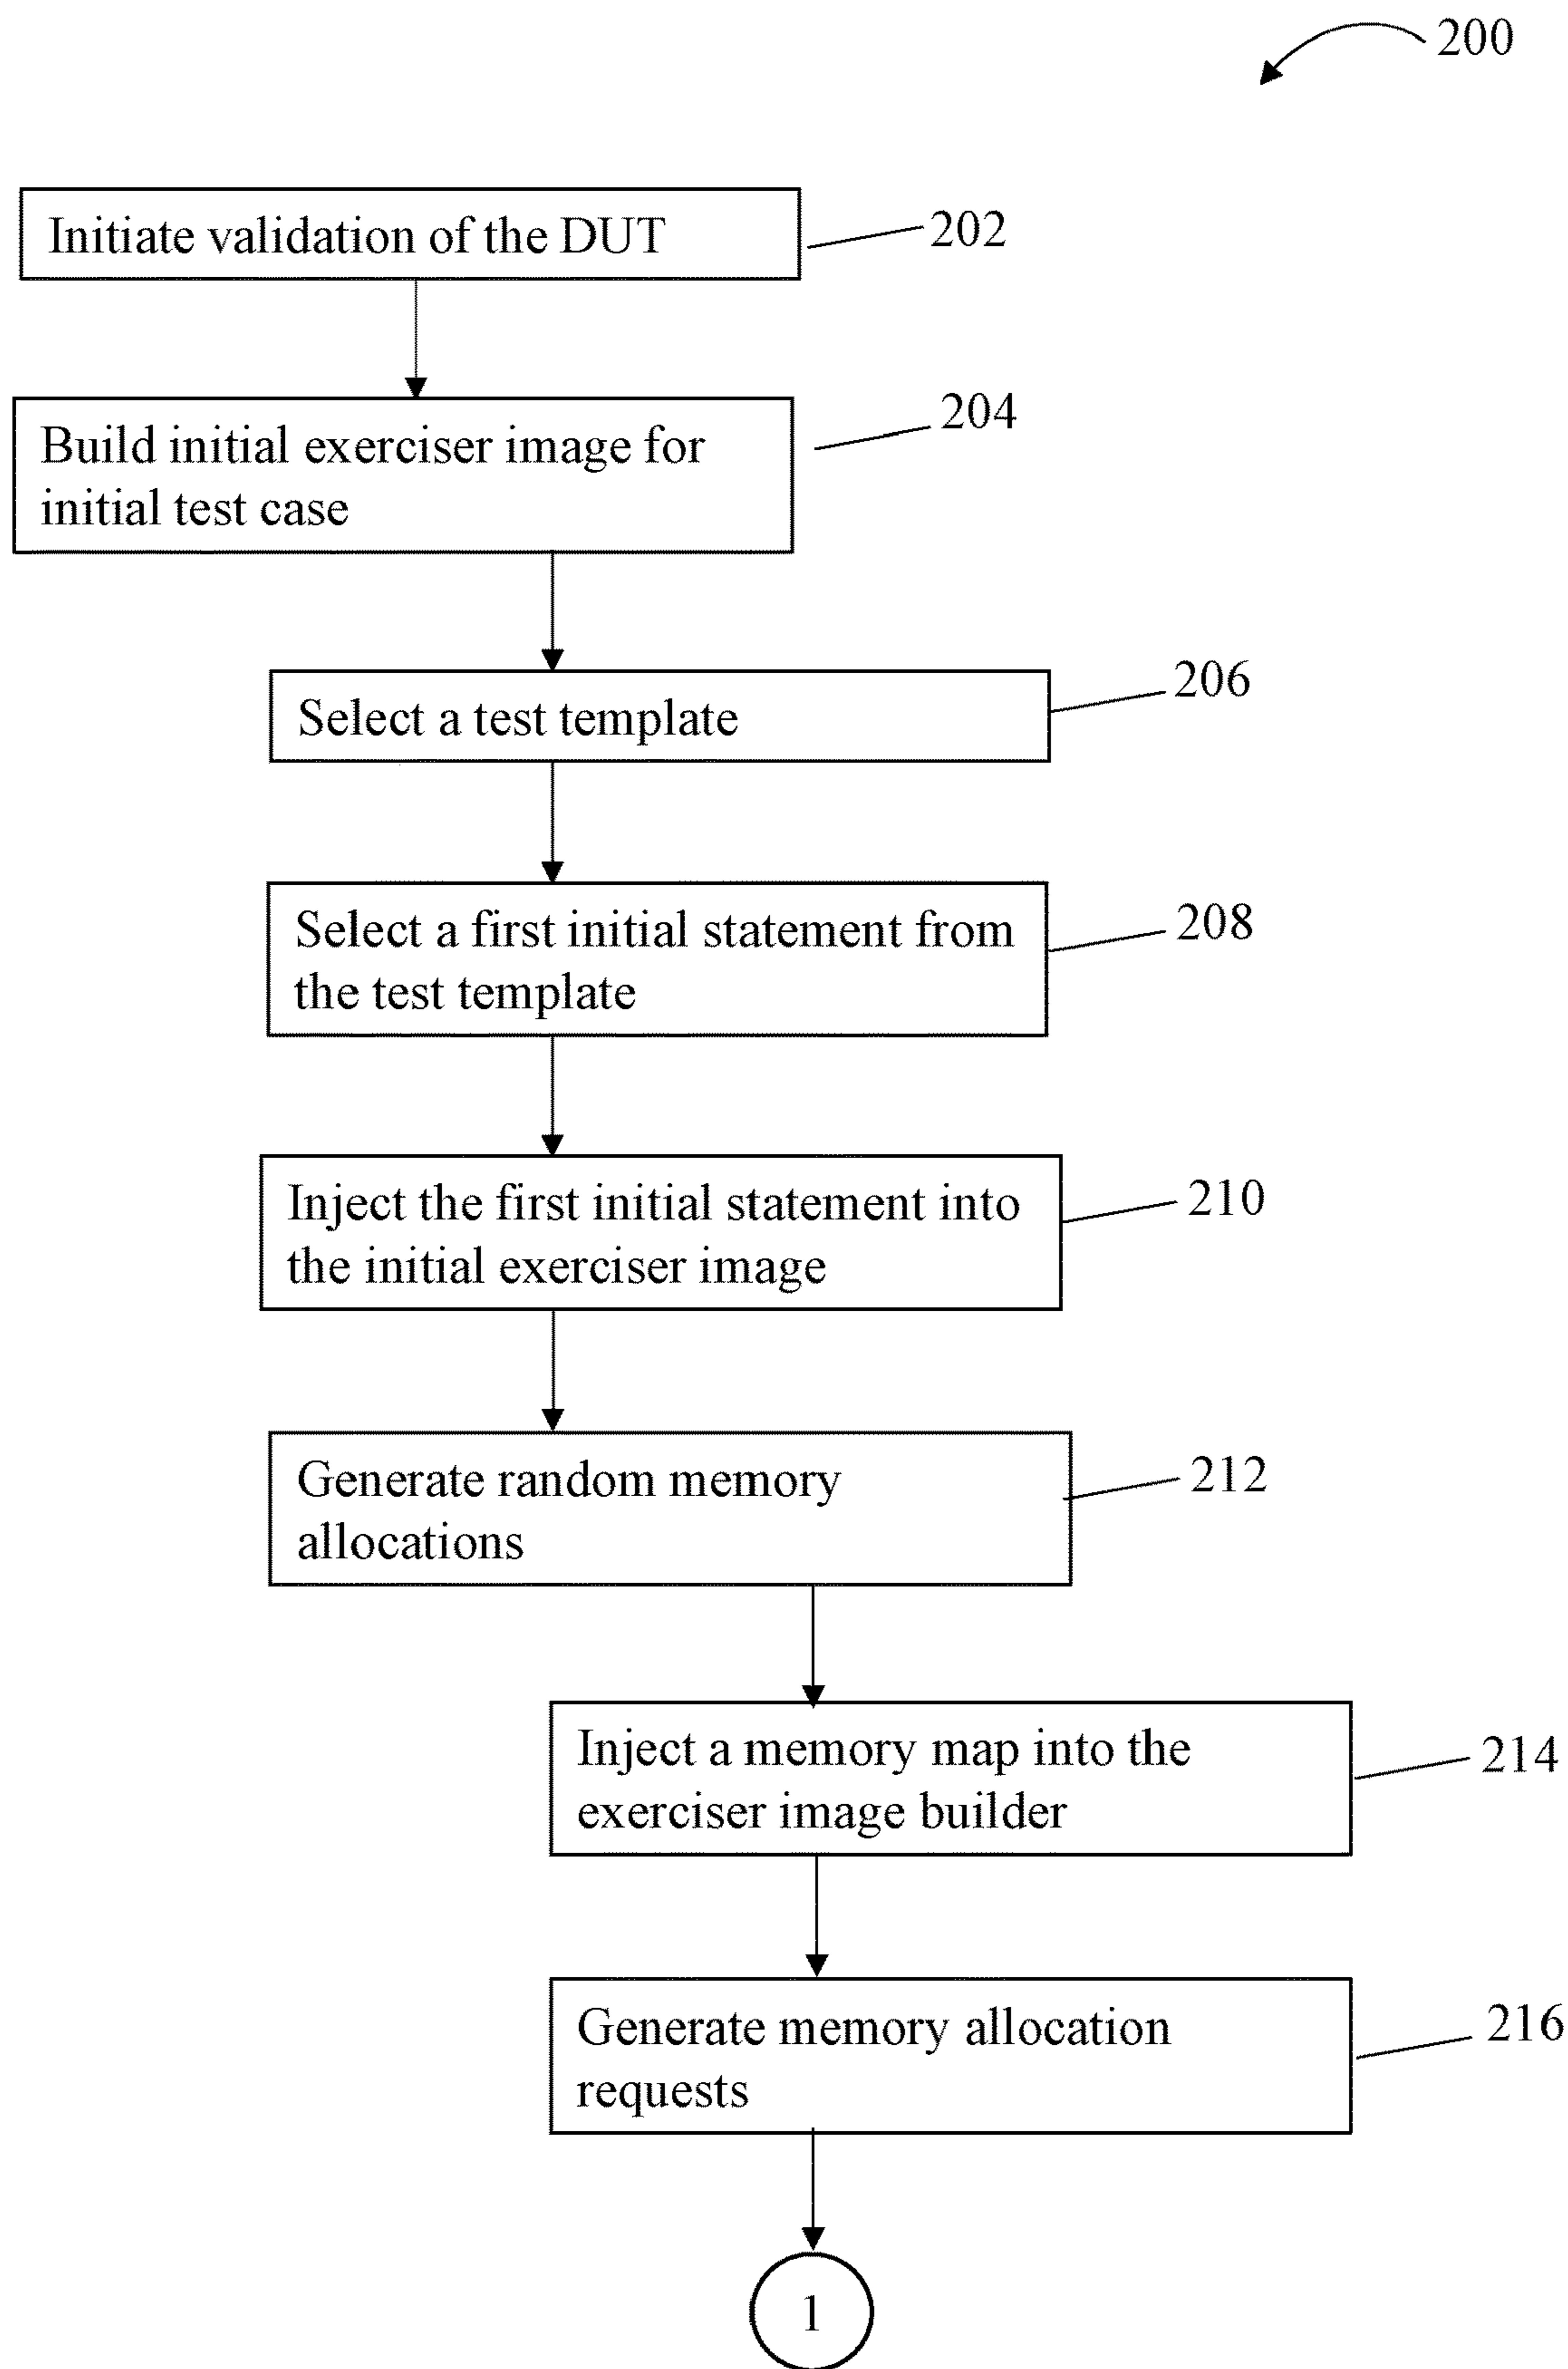 200
Initiate validation of the DUT
202
Build initial exerciser image for
initial test case
204
Select a test template
206
Select a first initial statement from
the test template
208
Inject the first initial statement into
the initial exerciser image
210
Generate random memory
allocations
212
Inject a memory map into the
exerciser image builder
214
Generate memory allocation
requests
216
1